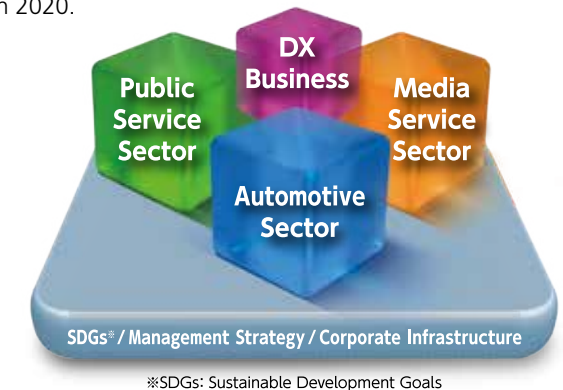 n 2020.
DX
Business
Public
Service
Sector
Media
Service
Sector
Automotive
Sector
SDGs※/Management Strategy/Corporate Infrastructure
※SDGs: Sustainable Development Goals